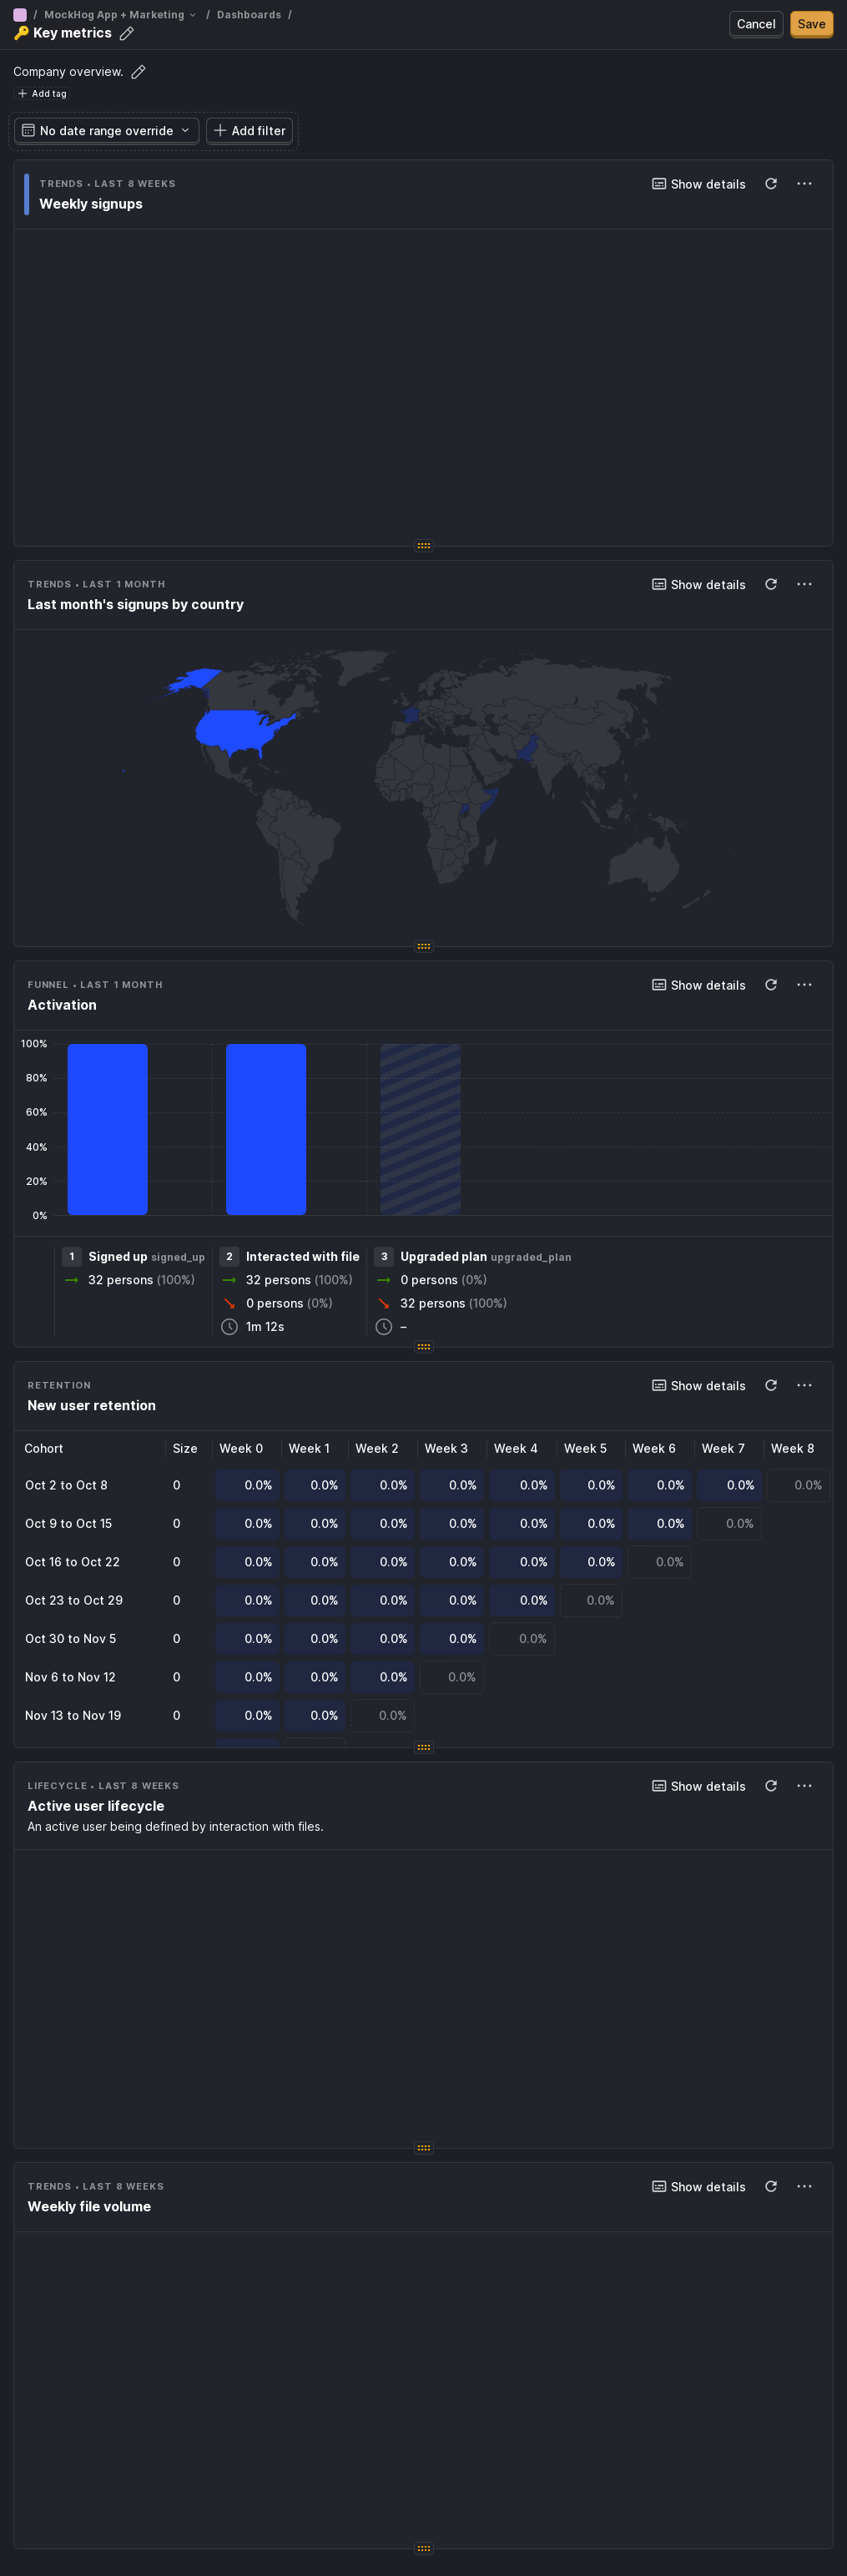 / MockHog App + Marketing / Dashboards /
🔑 Key metrics
Cancel
Save
Company overview.
Add tag
No date range override
Add filter
TRENDS • LAST 8 WEEKS
Weekly signups
Show details
TRENDS • LAST 1 MONTH
Last month's signups by country
Show details
FUNNEL • LAST 1 MONTH
Activation
Show details
100%
80%
60%
40%
20%
0%
1 Signed up signed_up
32 persons (100%)
2 Interacted with file
32 persons (100%)
0 persons (0%)
1m 12s
3 Upgraded plan upgraded_plan
0 persons (0%)
32 persons (100%)
–
RETENTION
New user retention
Show details
Cohort Size Week 0 Week 1 Week 2 Week 3 Week 4 Week 5 Week 6 Week 7 Week 8
Oct 2 to Oct 8 0 0.0% 0.0% 0.0% 0.0% 0.0% 0.0% 0.0% 0.0% 0.0%
Oct 9 to Oct 15 0 0.0% 0.0% 0.0% 0.0% 0.0% 0.0% 0.0% 0.0%
Oct 16 to Oct 22 0 0.0% 0.0% 0.0% 0.0% 0.0% 0.0% 0.0%
Oct 23 to Oct 29 0 0.0% 0.0% 0.0% 0.0% 0.0% 0.0%
Oct 30 to Nov 5 0 0.0% 0.0% 0.0% 0.0% 0.0%
Nov 6 to Nov 12 0 0.0% 0.0% 0.0% 0.0%
Nov 13 to Nov 19 0 0.0% 0.0% 0.0%
LIFECYCLE • LAST 8 WEEKS
Active user lifecycle
An active user being defined by interaction with files.
Show details
TRENDS • LAST 8 WEEKS
Weekly file volume
Show details